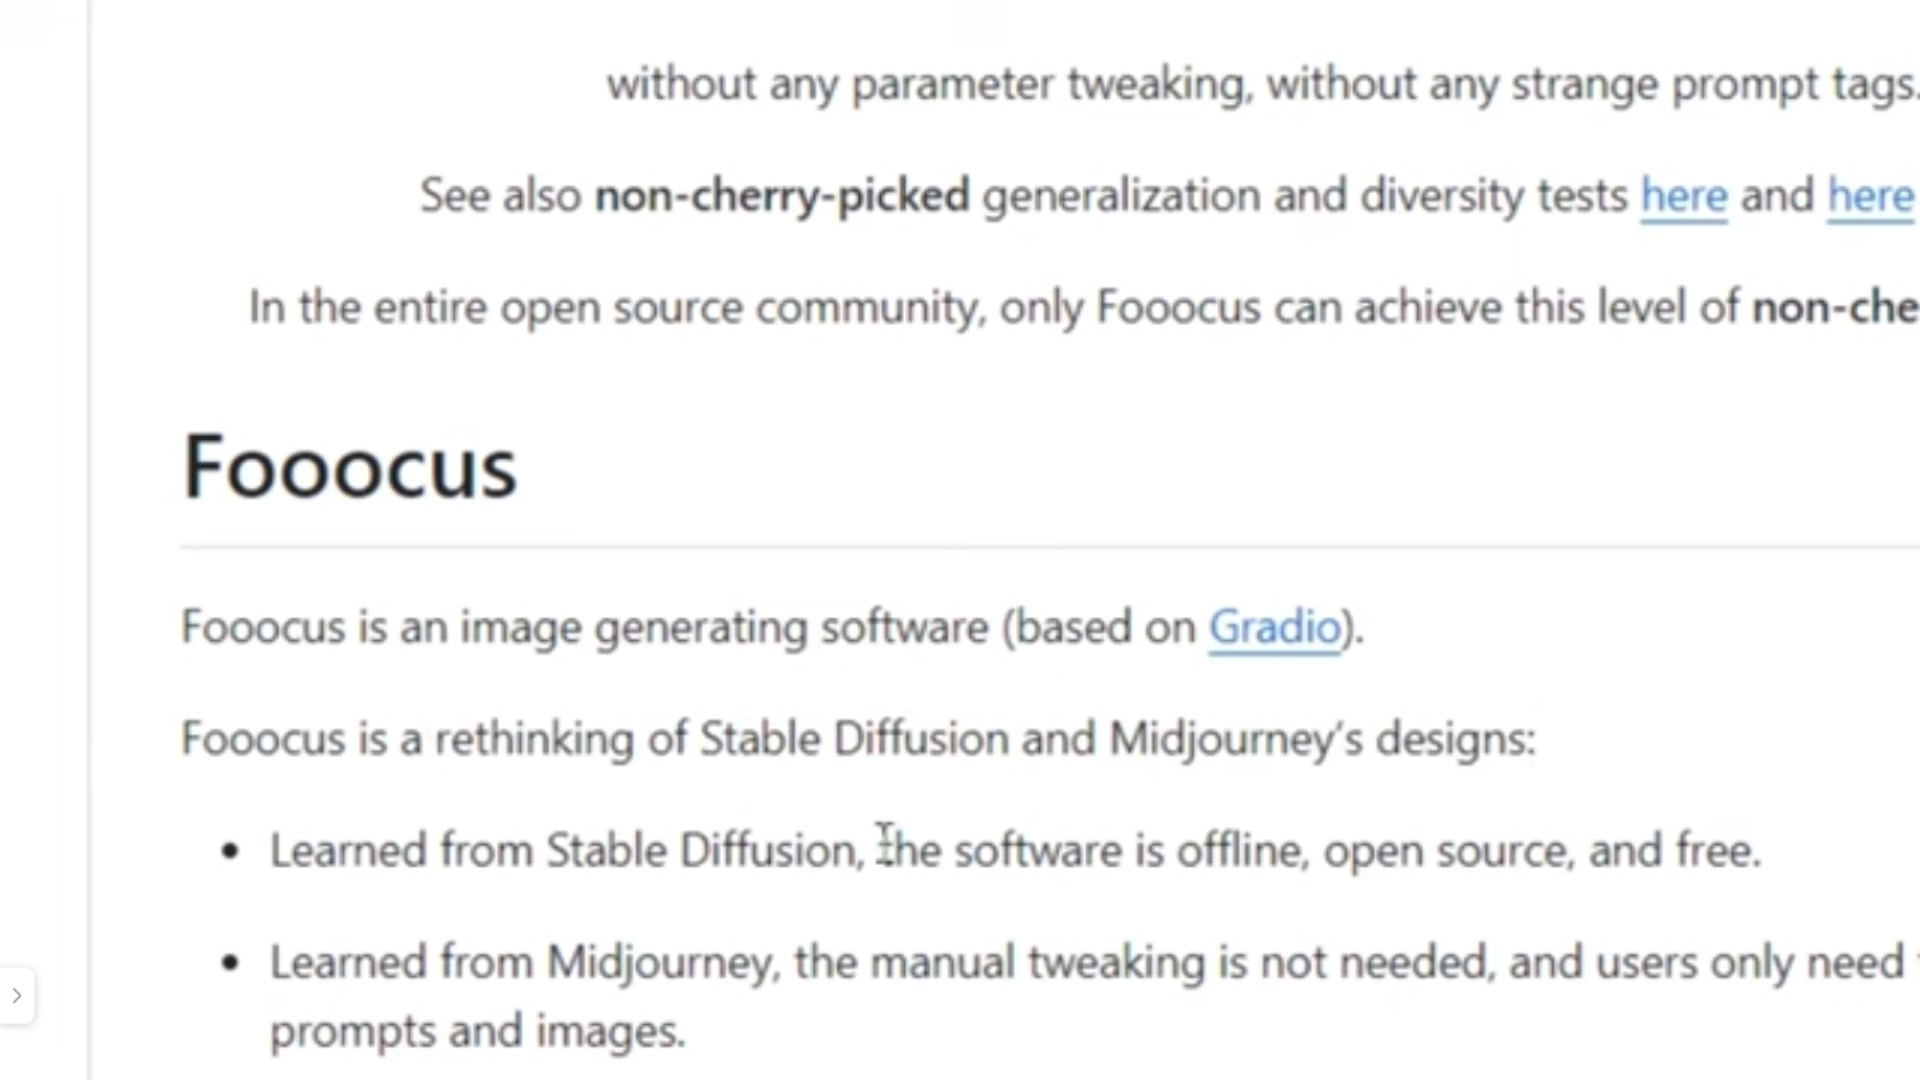 without any parameter tweaking, without any strange prompt tags.
See also non-cherry-picked generalization and diversity tests here and here
In the entire open source community, only Fooocus can achieve this level of non-che
Fooocus
Fooocus is an image generating software (based on Gradio).
Fooocus is a rethinking of Stable Diffusion and Midjourney's designs:
• Learned from Stable Diffusion, the software is offline, open source, and free.
• Learned from Midjourney, the manual tweaking is not needed, and users only need
prompts and images.